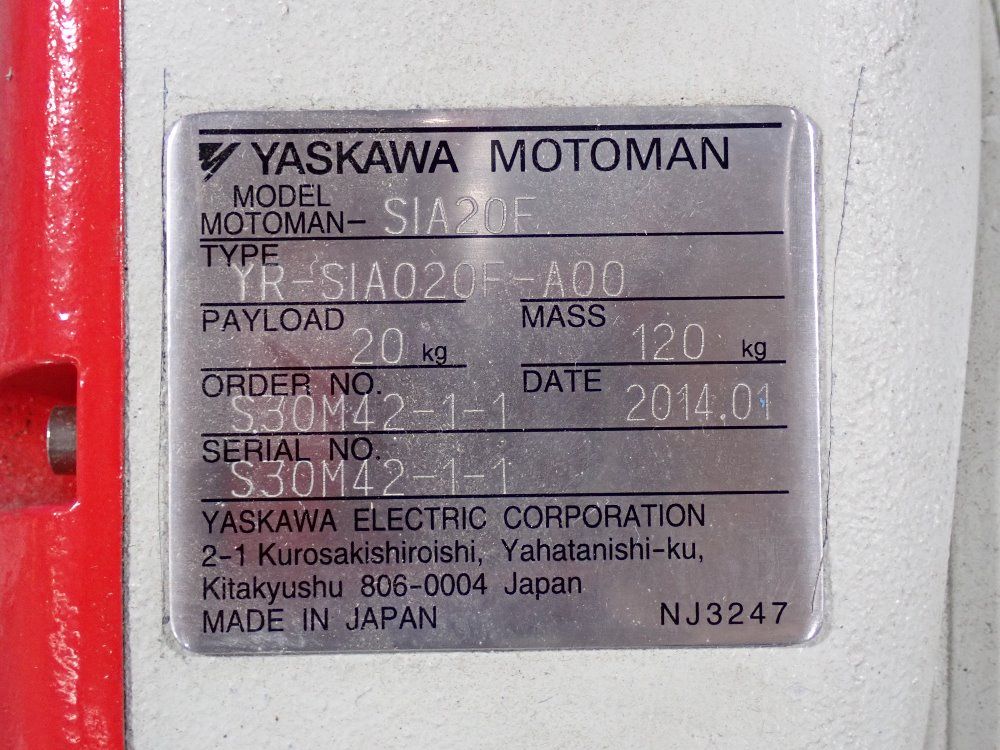 YASKAWA MOTOMAN
MODEL
MOTOMAN- SIA20F
TYPE
YR-SIA020F-A00
PAYLOAD 20 kg MASS 120 kg
ORDER NO. S30M42-1-1 DATE 2014.01
SERIAL NO.
S30M42-1-1
YASKAWA ELECTRIC CORPORATION
2-1 Kurosakishiroishi, Yahatanishi-ku,
Kitakyushu 806-0004 Japan
MADE IN JAPAN NJ3247